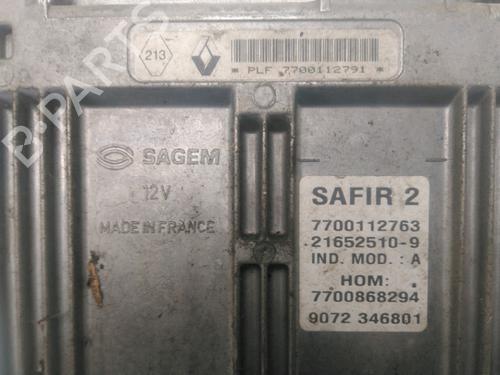 213
* PLF 7700112791 *
B-PARTS
SAGEM
12V
MADE IN FRANCE
SAFIR 2
7700112763
21652510-9
IND. MOD. : A
HOM: .
7700868294
9072 346801